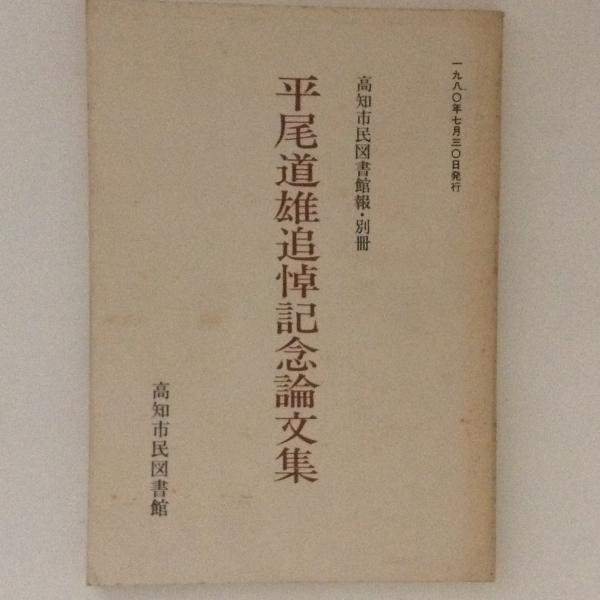 一九八〇年七月三〇日発行
高知市民図書館報・別冊
平尾道雄追悼記念論文集
高知市民図書館